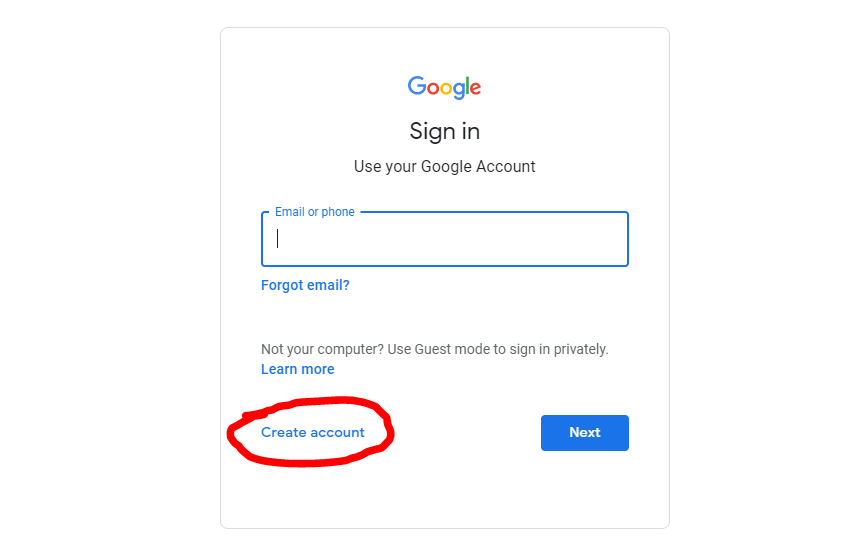 Google
Sign in
Use your Google Account
Email or phone
Forgot email?
Not your computer? Use Guest mode to sign in privately.
Learn more
Create account
Next